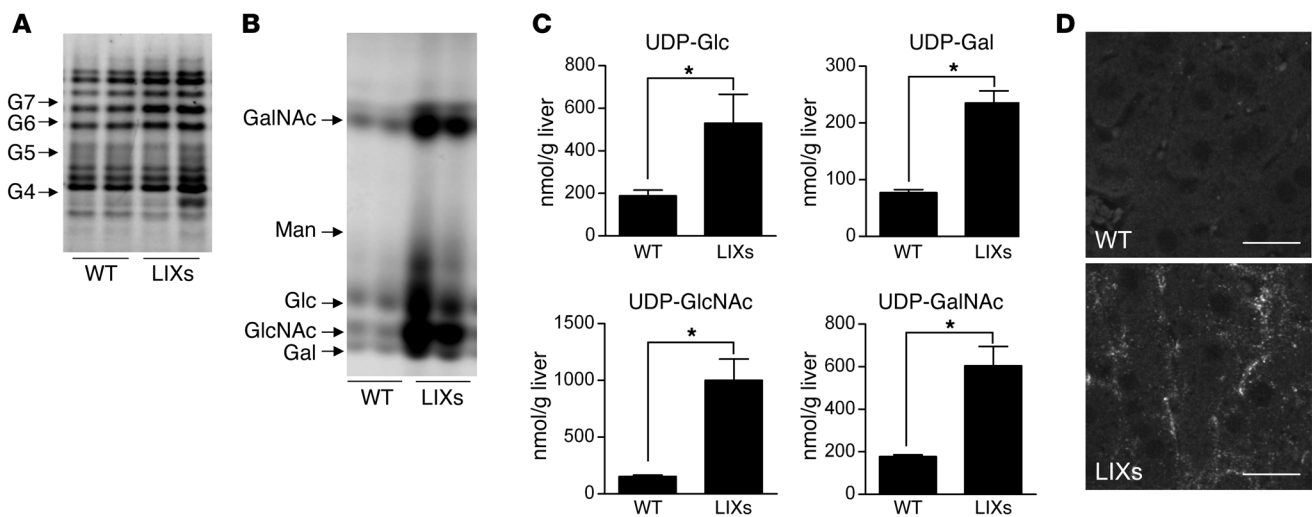 A
G7
G6
G5
G4
WT
LIXs
B
GalNAc
Man
Glc
GlcNAc
Gal
WT
LIXs
C
UDP-Glc
nmol/g liver
800
600
400
200
0
*
WT
LIXs
UDP-Gal
nmol/g liver
300
200
100
0
*
WT
LIXs
UDP-GlcNAc
nmol/g liver
1500
1000
500
0
*
WT
LIXs
UDP-GalNAc
nmol/g liver
800
600
400
200
0
*
WT
LIXs
D
WT
LIXs